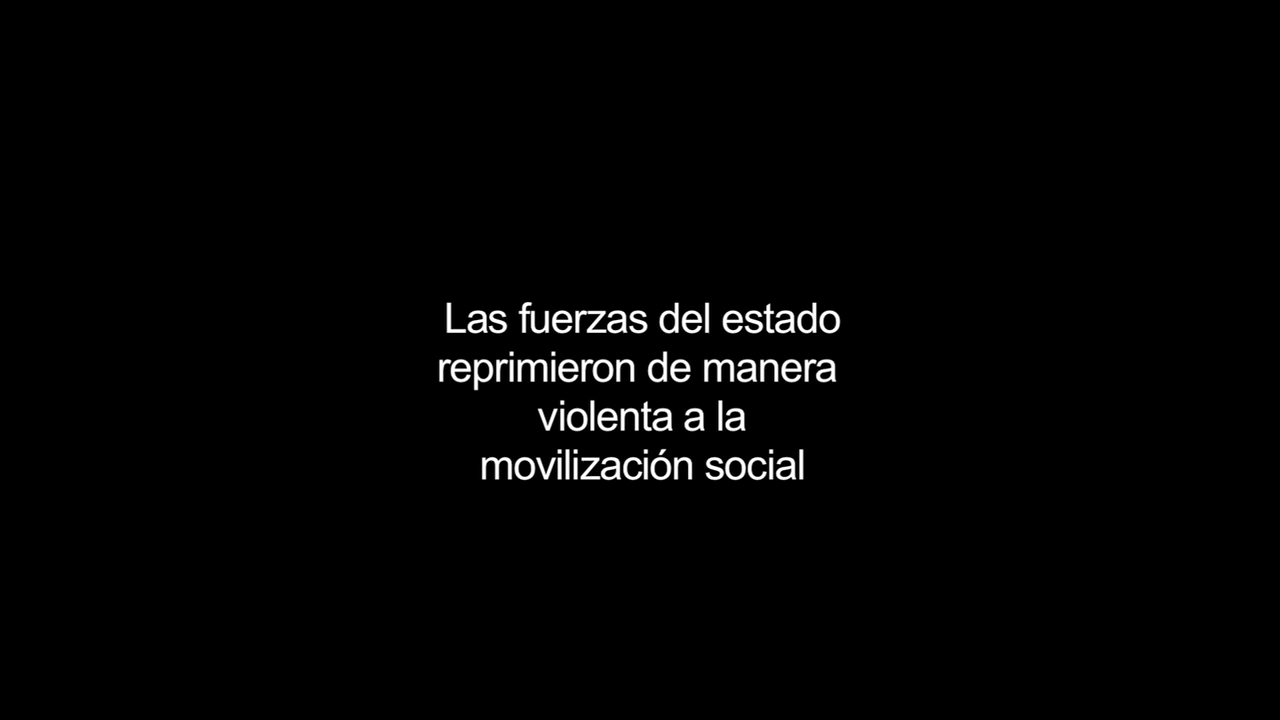 Las fuerzas del estado
reprimieron de manera
violenta a la
movilización social